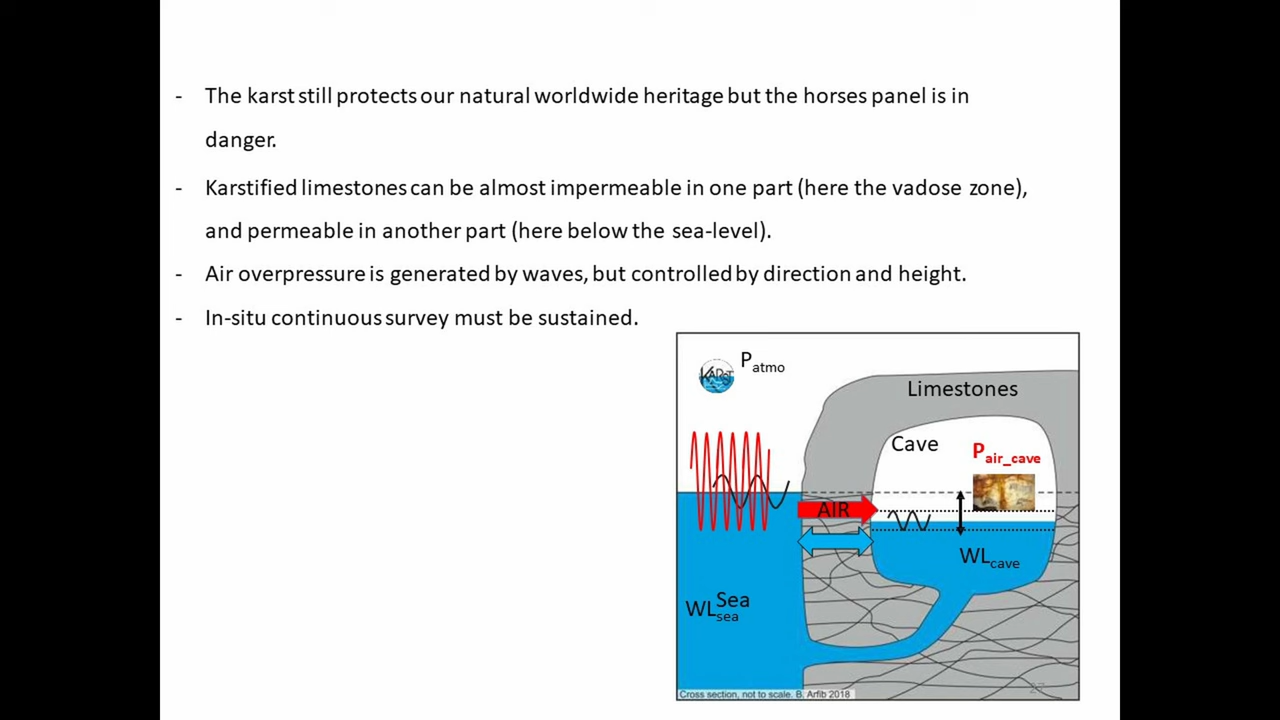 - The karst still protects our natural worldwide heritage but the horses panel is in
danger.
- Karstified limestones can be almost impermeable in one part (here the vadose zone),
and permeable in another part (here below the sea-level).
- Air overpressure is generated by waves, but controlled by direction and height.
- In-situ continuous survey must be sustained.
KARST
Patmo
Limestones
Cave
Pair_cave
AIR
WLcave
Sea
WLsea
Cross section, not to scale. B. Arfib 2018
27